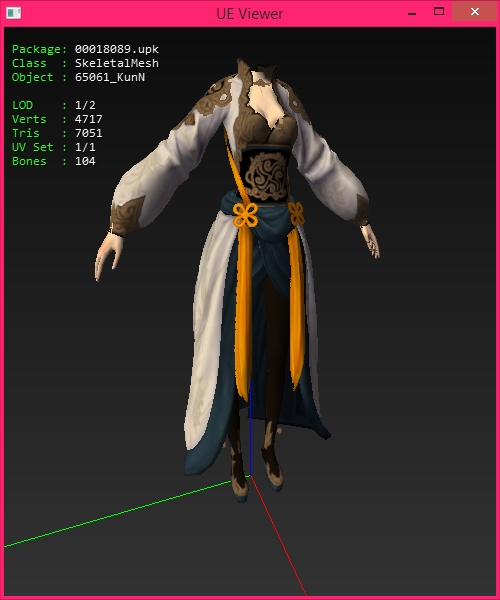 UE Viewer
Package: 00018089.upk
Class : SkeletalMesh
Object : 65061_KunN
LOD : 1/2
Verts : 4717
Tris : 7051
UV Set : 1/1
Bones : 104